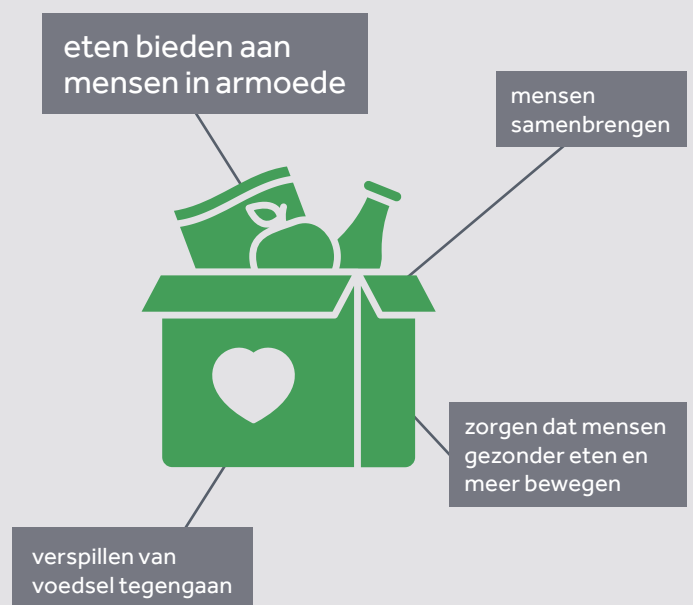 eten bieden aan
mensen in armoede
mensen
samenbrengen
zorgen dat mensen
gezonder eten en
meer bewegen
verspillen van
voedsel tegengaan